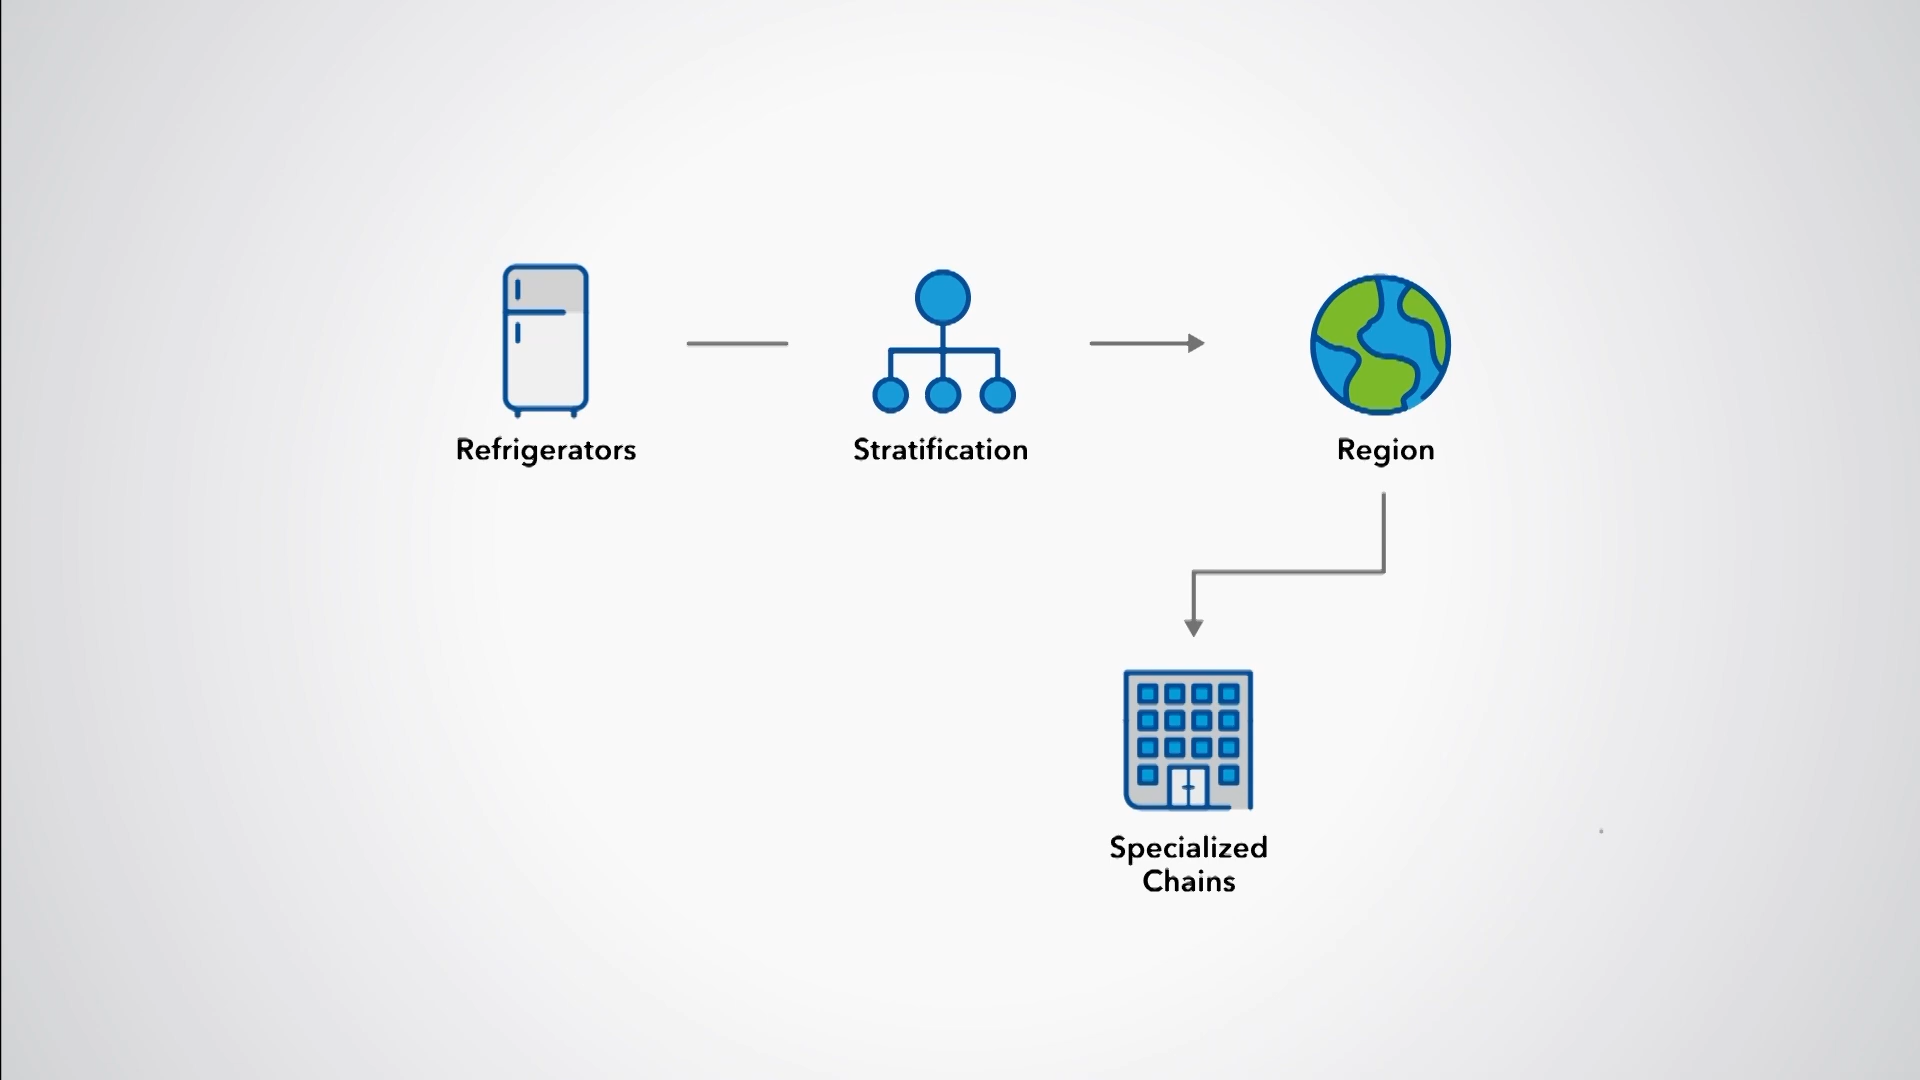 Refrigerators
Stratification
Region
Specialized
Chains